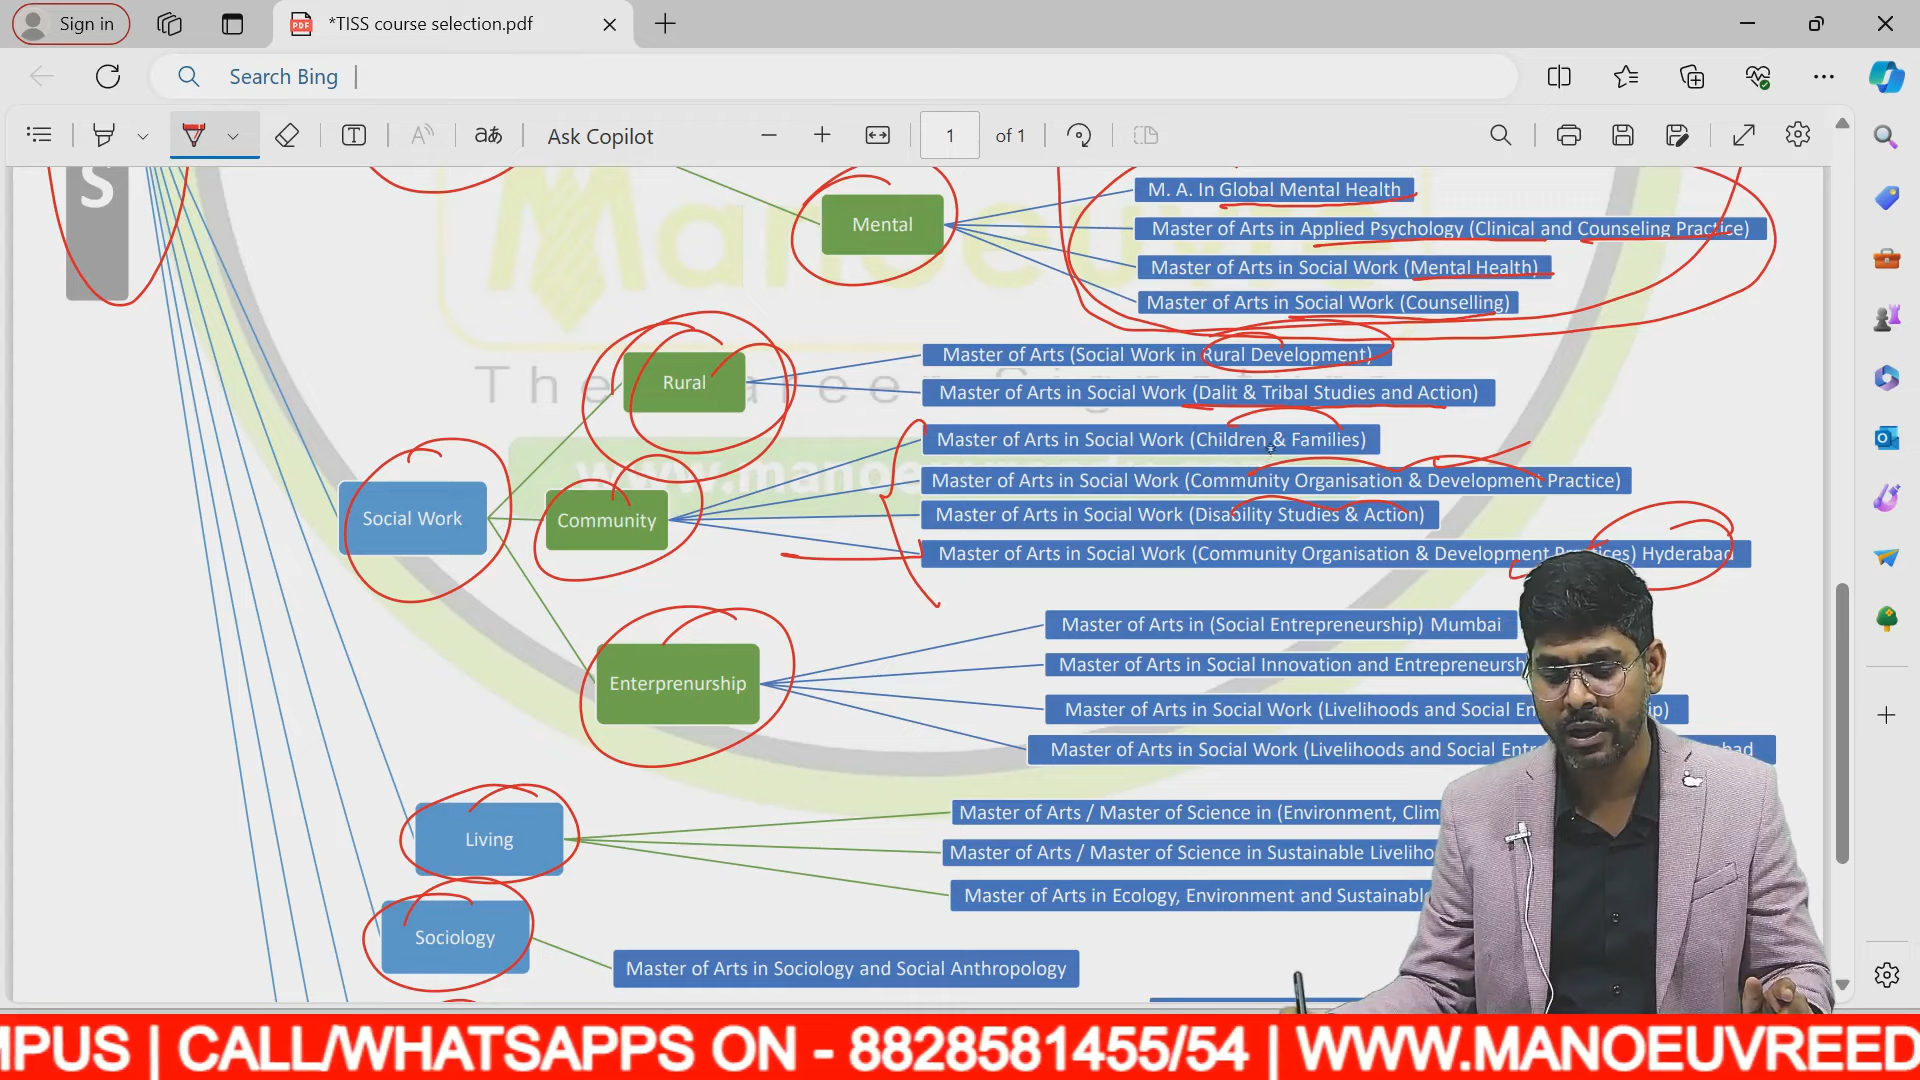 Sign in
*TISS course selection.pdf
Search Bing
Ask Copilot
1
of 1
S
Manoeuvre
Mental
M. A. In Global Mental Health
Master of Arts in Applied Psychology (Clinical and Counseling Practice)
Master of Arts in Social Work (Mental Health)
Master of Arts in Social Work (Counselling)
Rural
Master of Arts (Social Work in Rural Development)
Master of Arts in Social Work (Dalit & Tribal Studies and Action)
The
Social Work
Community
Master of Arts in Social Work (Children & Families)
Master of Arts in Social Work (Community Organisation & Development Practice)
Master of Arts in Social Work (Disability Studies & Action)
Master of Arts in Social Work (Community Organisation & Development Practices) Hyderabad
Enterprenurship
Master of Arts in (Social Entrepreneurship) Mumbai
Master of Arts in Social Innovation and Entrepreneursh
Master of Arts in Social Work (Livelihoods and Social En ip)
Master of Arts in Social Work (Livelihoods and Social Entr bad
Living
Master of Arts / Master of Science in (Environment, Clim
Master of Arts / Master of Science in Sustainable Liveliho
Master of Arts in Ecology, Environment and Sustainable
Sociology
Master of Arts in Sociology and Social Anthropology
MPUS | CALL/WHATSAPPS ON - 8828581455/54 | WWW.MANOEUVREED